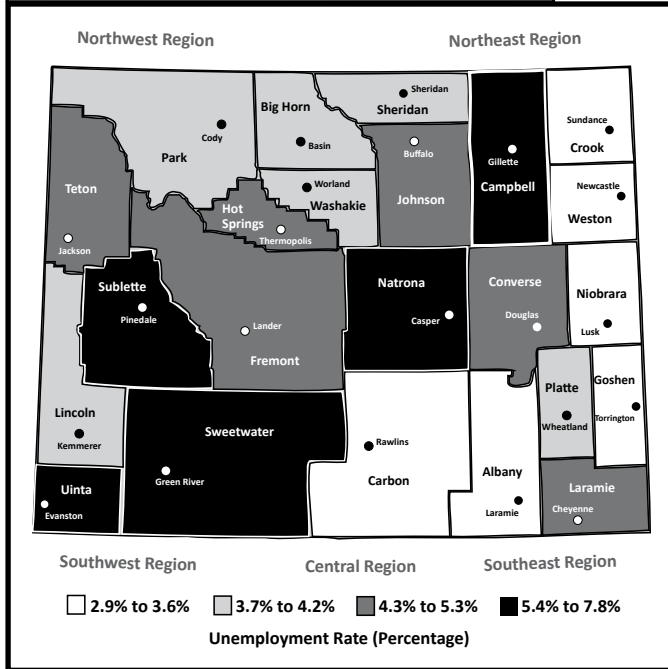 Northwest Region
Northeast Region
Sheridan
Sheridan
Big Horn
Basin
Cody
Park
Buffalo
Johnson
Gillette
Campbell
Sundance
Crook
Newcastle
Weston
Teton
Jackson
Worland
Washakie
Hot
Springs
Thermopolis
Sublette
Pinedale
Lander
Fremont
Natrona
Casper
Converse
Douglas
Niobrara
Lusk
Lincoln
Kemmerer
Platte
Wheatland
Goshen
Torrington
Sweetwater
Green River
Rawlins
Carbon
Albany
Laramie
Laramie
Cheyenne
Uinta
Evanston
Southwest Region
Central Region
Southeast Region
2.9% to 3.6% 3.7% to 4.2% 4.3% to 5.3% 5.4% to 7.8%
Unemployment Rate (Percentage)